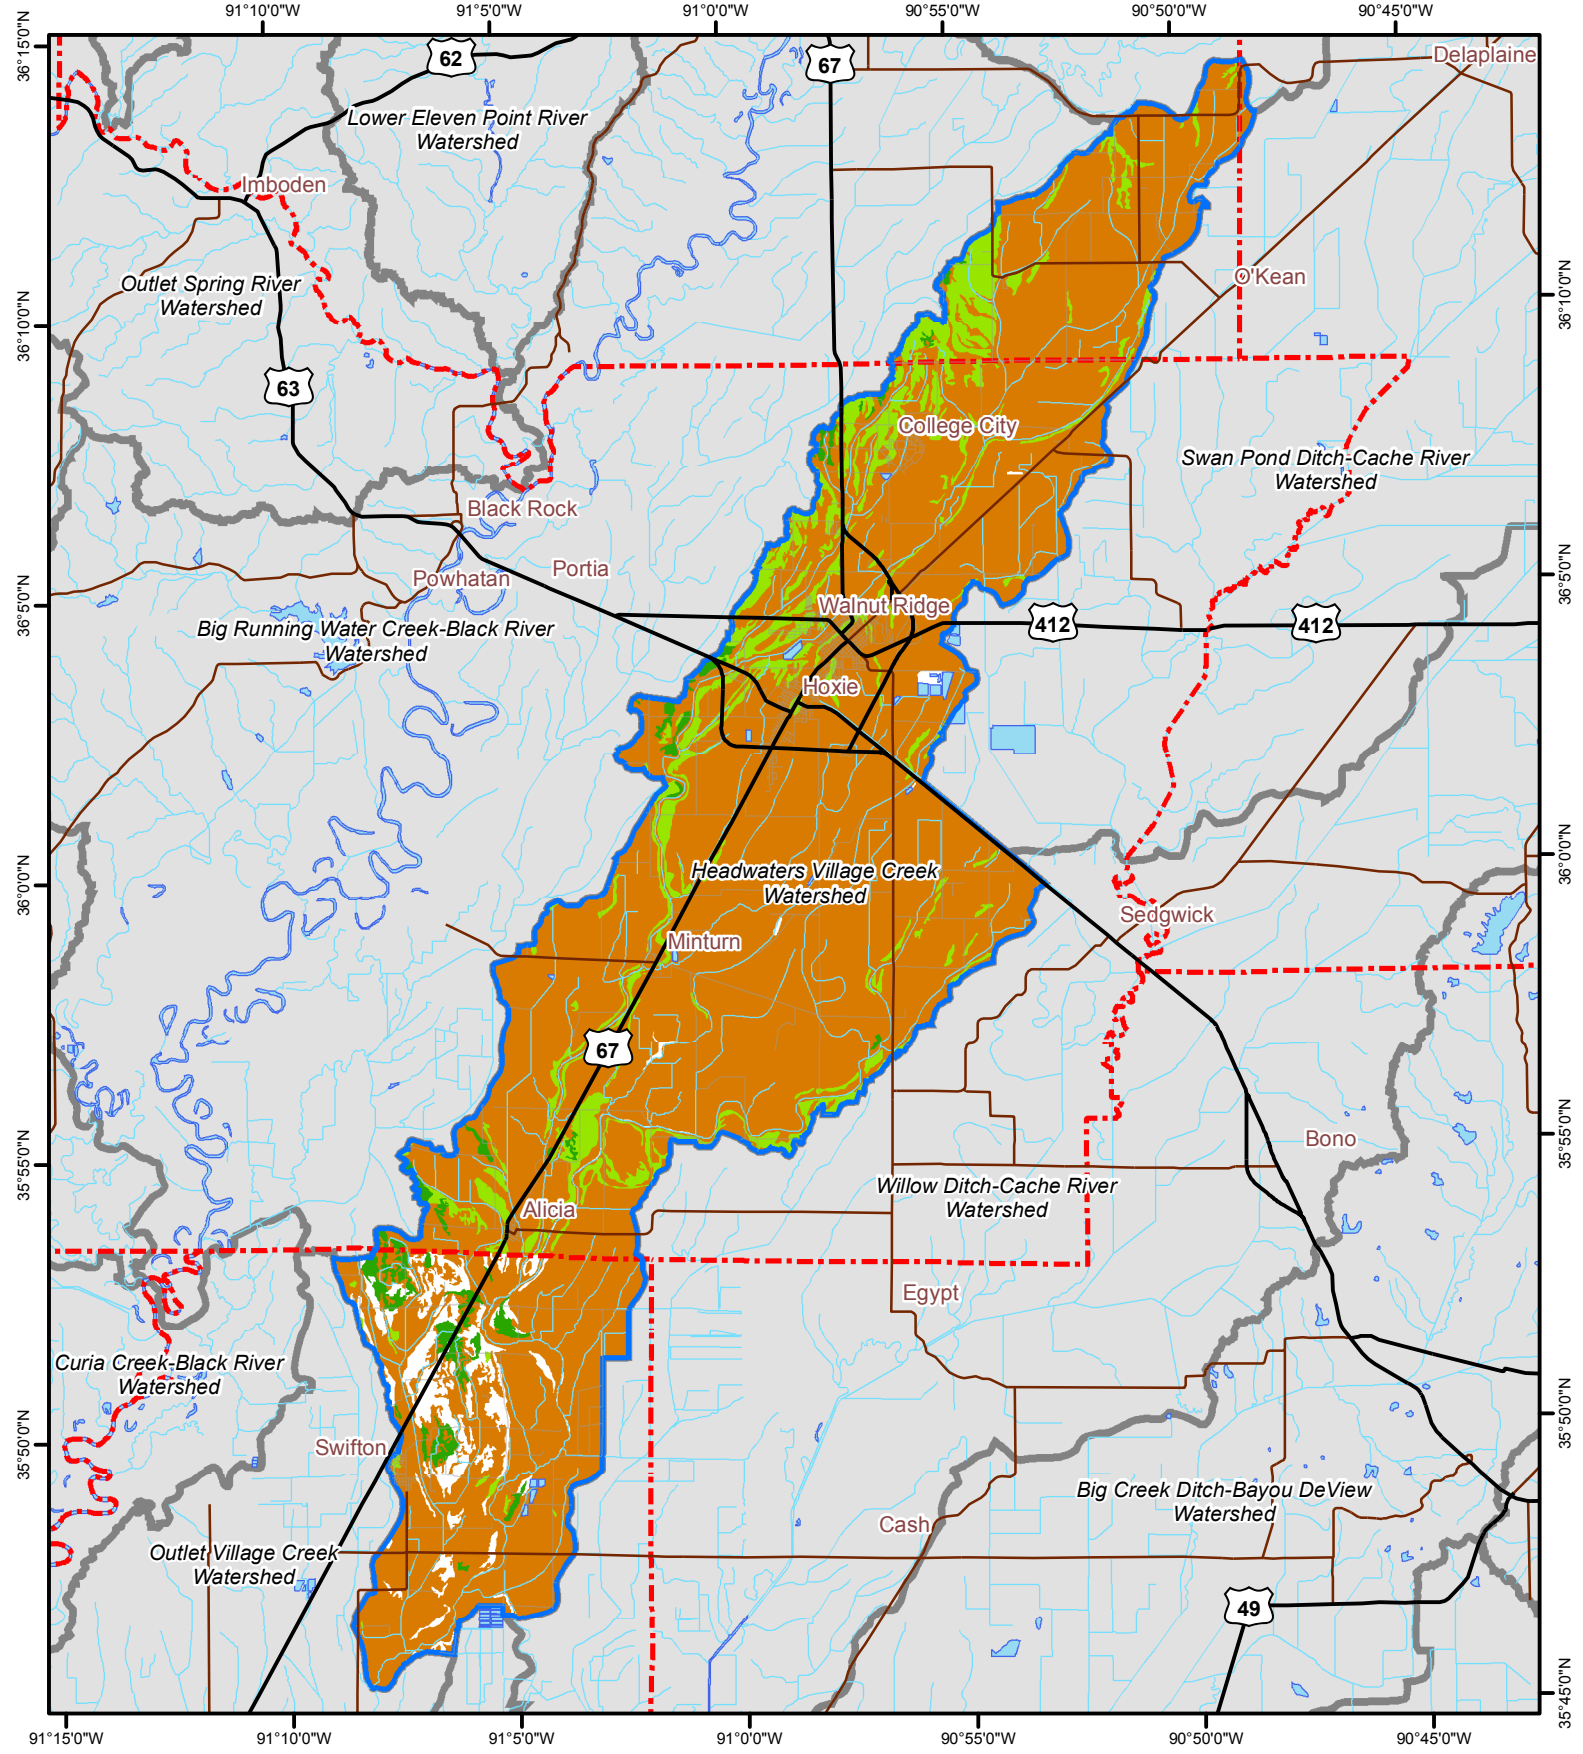 91°10'0"W
91°5'0"W
91°0'0"W
90°55'0"W
90°50'0"W
90°45'0"W
36°15'0"N
62
67
Delaplaine
Lower Eleven Point River
Watershed
Imboden
O'Kean
36°10'0"N
Outlet Spring River
Watershed
36°10'0"N
63
College City
Swan Pond Ditch-Cache River
Watershed
Black Rock
Portia
Powhatan
36°5'0"N
36°5'0"N
Walnut Ridge
412
412
Big Running Water Creek-Black River
Watershed
Hoxie
36°0'0"N
Headwaters Village Creek
Watershed
36°0'0"N
Sedgwick
Minturn
67
35°55'0"N
Bono
35°55'0"N
Willow Ditch-Cache River
Watershed
Alicia
Egypt
Curia Creek-Black River
Watershed
35°50'0"N
35°50'0"N
Swifton
Big Creek Ditch-Bayou DeView
Watershed
Cash
Outlet Village Creek
Watershed
49
35°45'0"N
91°15'0"W
91°10'0"W
91°5'0"W
91°0'0"W
90°55'0"W
90°50'0"W
90°45'0"W